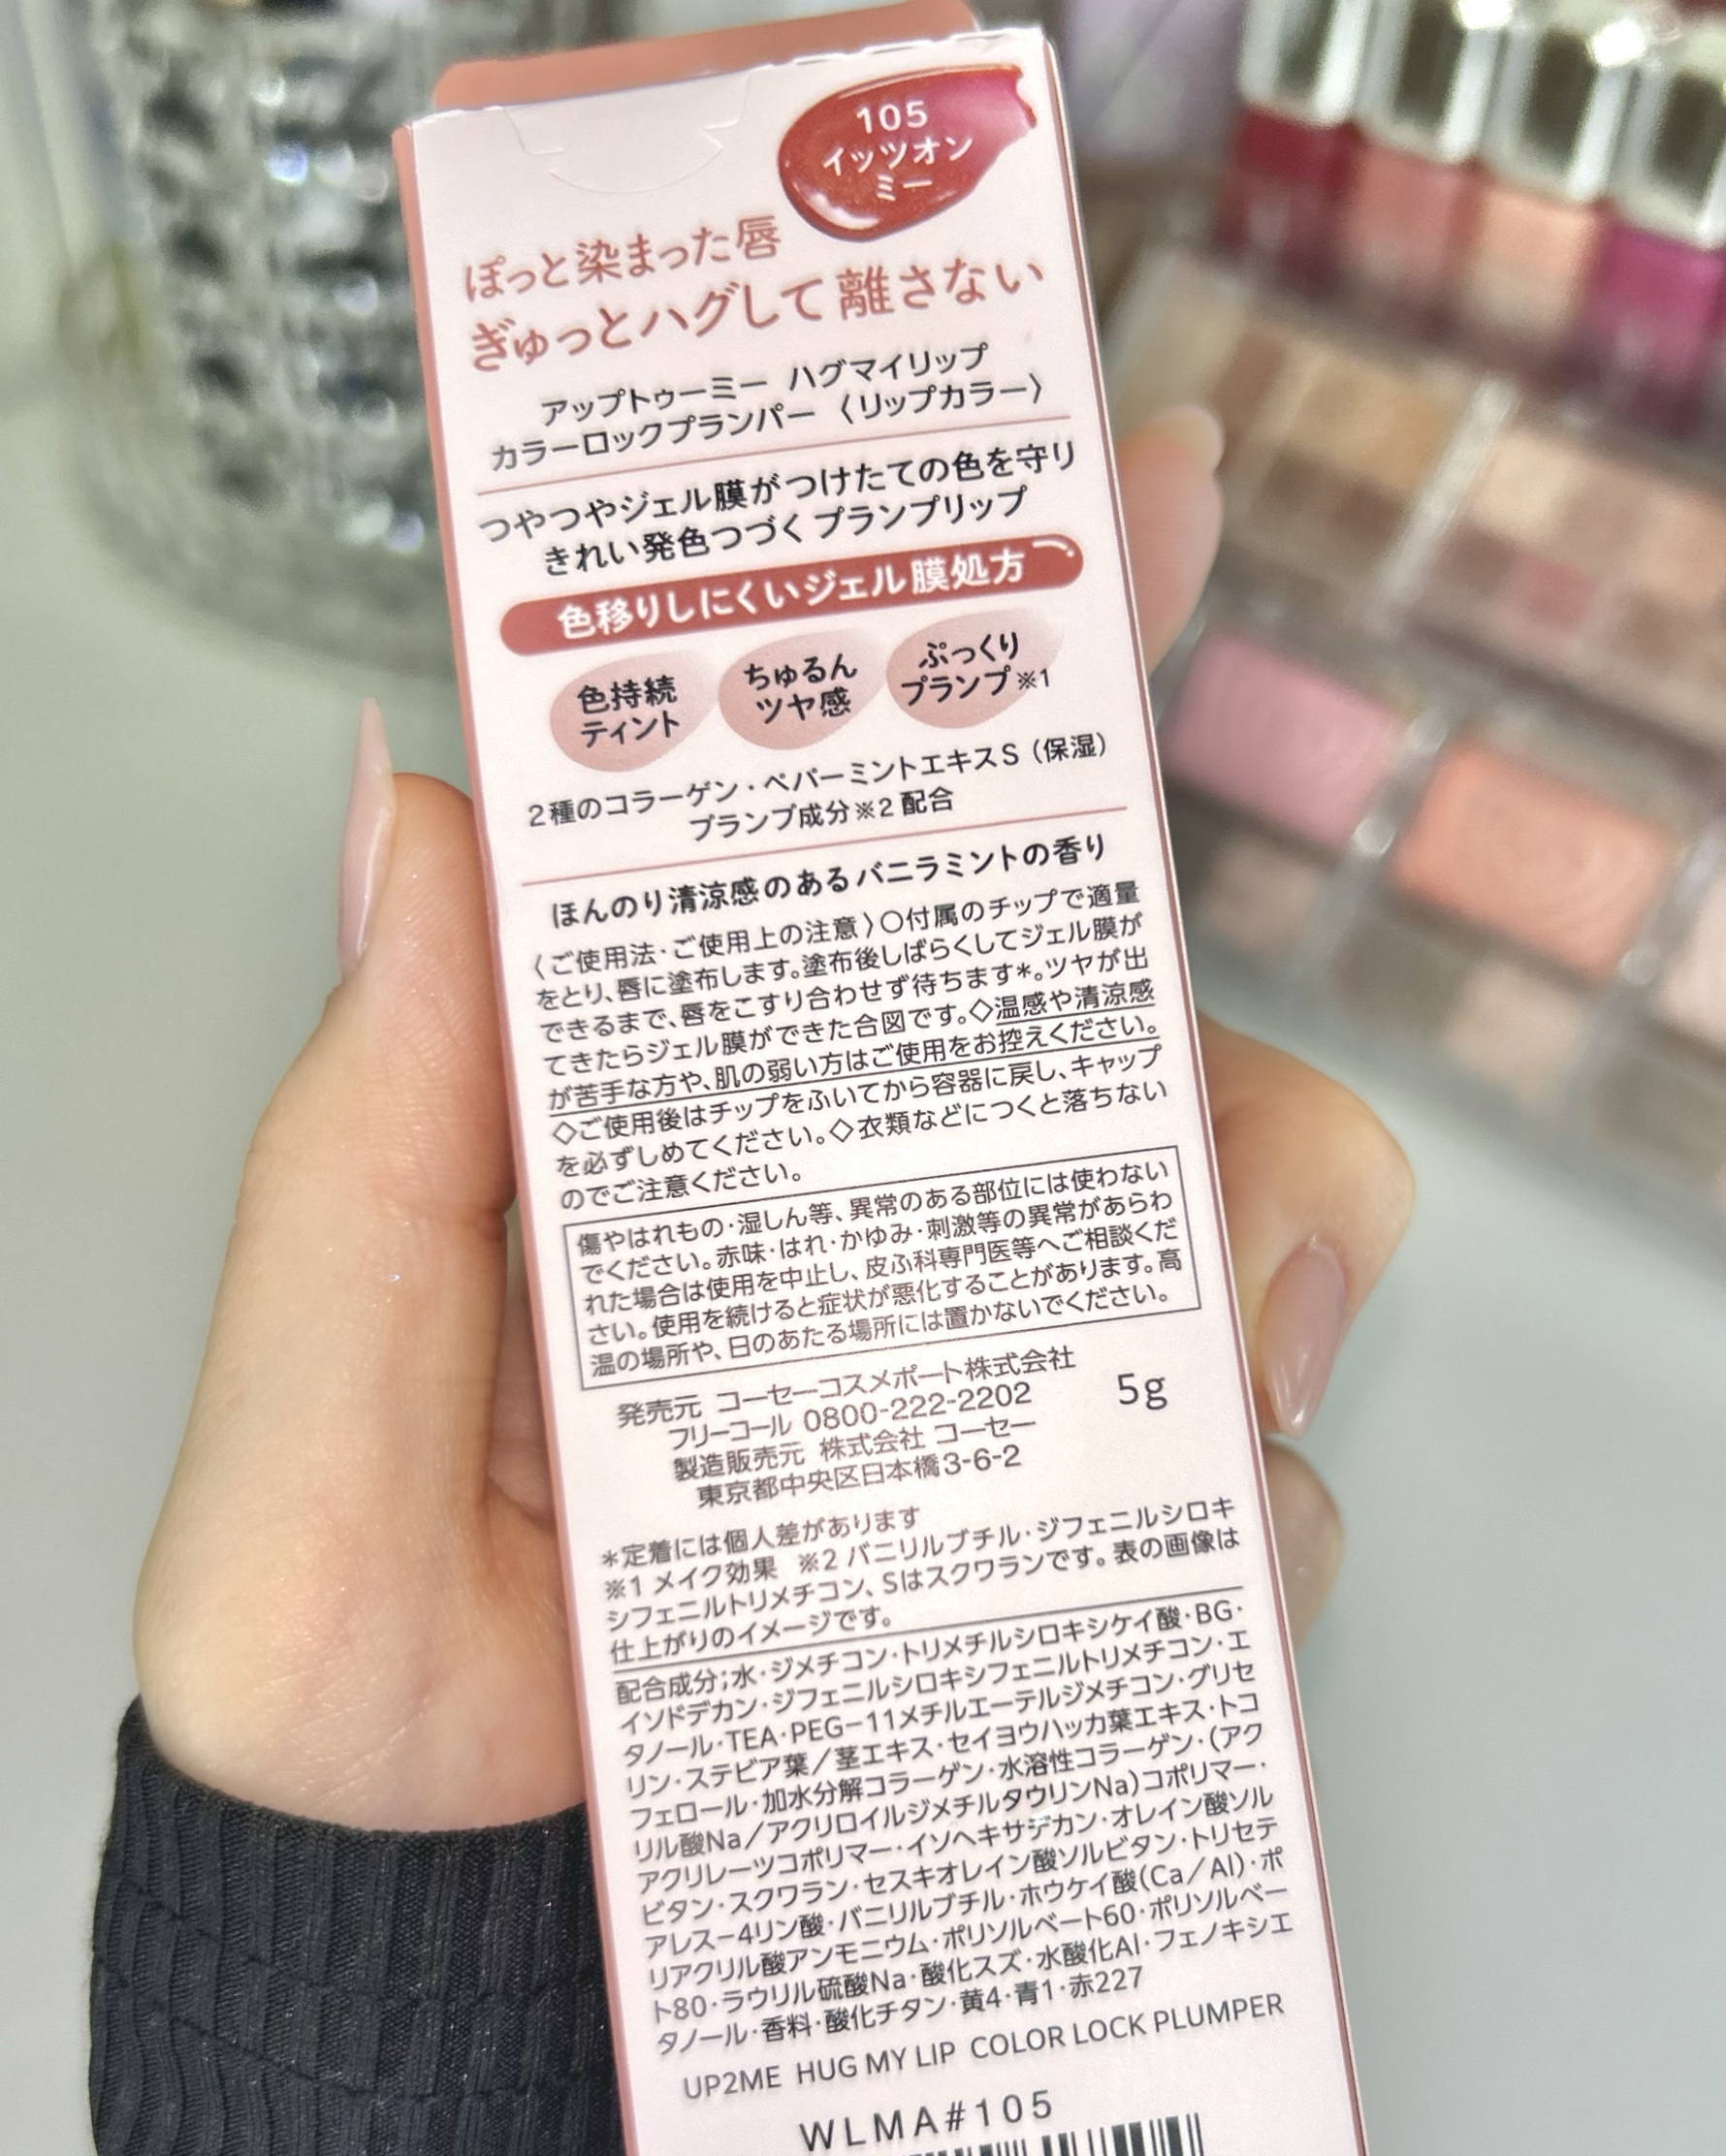 105
イッツオン
ミー
ぽっと染まった唇
ぎゅっとハグして離さない
アップトゥーミー ハグマイリップ
カラーロックプランパー〈リップカラー〉
つやつやジェル膜がつけたての色を守り
きれい発色つづくプランプリップ
色移りしにくいジェル膜処方
色持続
ティント
ちゅるん
ツヤ感
ぷっくり
プランプ※1
2種のコラーゲン・ペパーミントエキスS（保湿）
プランプ成分※2 配合
ほんのり清涼感のあるバニラミントの香り
〈ご使用法・ご使用上の注意〉○付属のチップで適量
をとり、唇に塗布します。塗布後しばらくしてジェル膜が
できるまで、唇をこすり合わせず待ちます*。ツヤが出
てきたらジェル膜ができた合図です。◇温感や清涼感
が苦手な方や、肌の弱い方はご使用をお控えください。
◇ご使用後はチップをふいてから容器に戻し、キャップ
を必ずしめてください。◇衣類などにつくと落ちない
のでご注意ください。
傷やはれもの・湿しん等、異常のある部位には使わない
でください。赤味・はれ・かゆみ・刺激等の異常があらわ
れた場合は使用を中止し、皮ふ科専門医等へご相談くだ
さい。使用を続けると症状が悪化することがあります。高
温の場所や、日のあたる場所には置かないでください。
発売元 コーセーコスメポート株式会社
フリーコール 0800-222-2202
5g
製造販売元 株式会社 コーセー
東京都中央区日本橋3-6-2
*定着には個人差があります
※1 メイク効果 ※2 バニリルブチル・ジフェニルシロキ
シフェニルトリメチコン、Sはスクワランです。表の画像は
仕上がりのイメージです。
配合成分；水・ジメチコン・トリメチルシロキシケイ酸・BG・
イソドデカン・ジフェニルシロキシフェニルトリメチコン・エ
タノール・TEA・PEG－11メチルエーテルジメチコン・グリセ
リン・ステビア葉／茎エキス・セイヨウハッカ葉エキス・トコ
フェロール・加水分解コラーゲン・水溶性コラーゲン・(アク
リル酸Na／アクリロイルジメチルタウリンNa)コポリマー・
アクリレーツコポリマー・イソヘキサデカン・オレイン酸ソル
ビタン・スクワラン・セスキオレイン酸ソルビタン・トリセテ
アレス－4リン酸・バニリルブチル・ホウケイ酸(Ca／Al)・ポ
リアクリル酸アンモニウム・ポリソルベート60・ポリソルベー
ト80・ラウリル硫酸Na・酸化スズ・水酸化Al・フェノキシエ
タノール・香料・酸化チタン・黄4・青1・赤227
UP2ME HUG MY LIP COLOR LOCK PLUMPER
WLMA#105